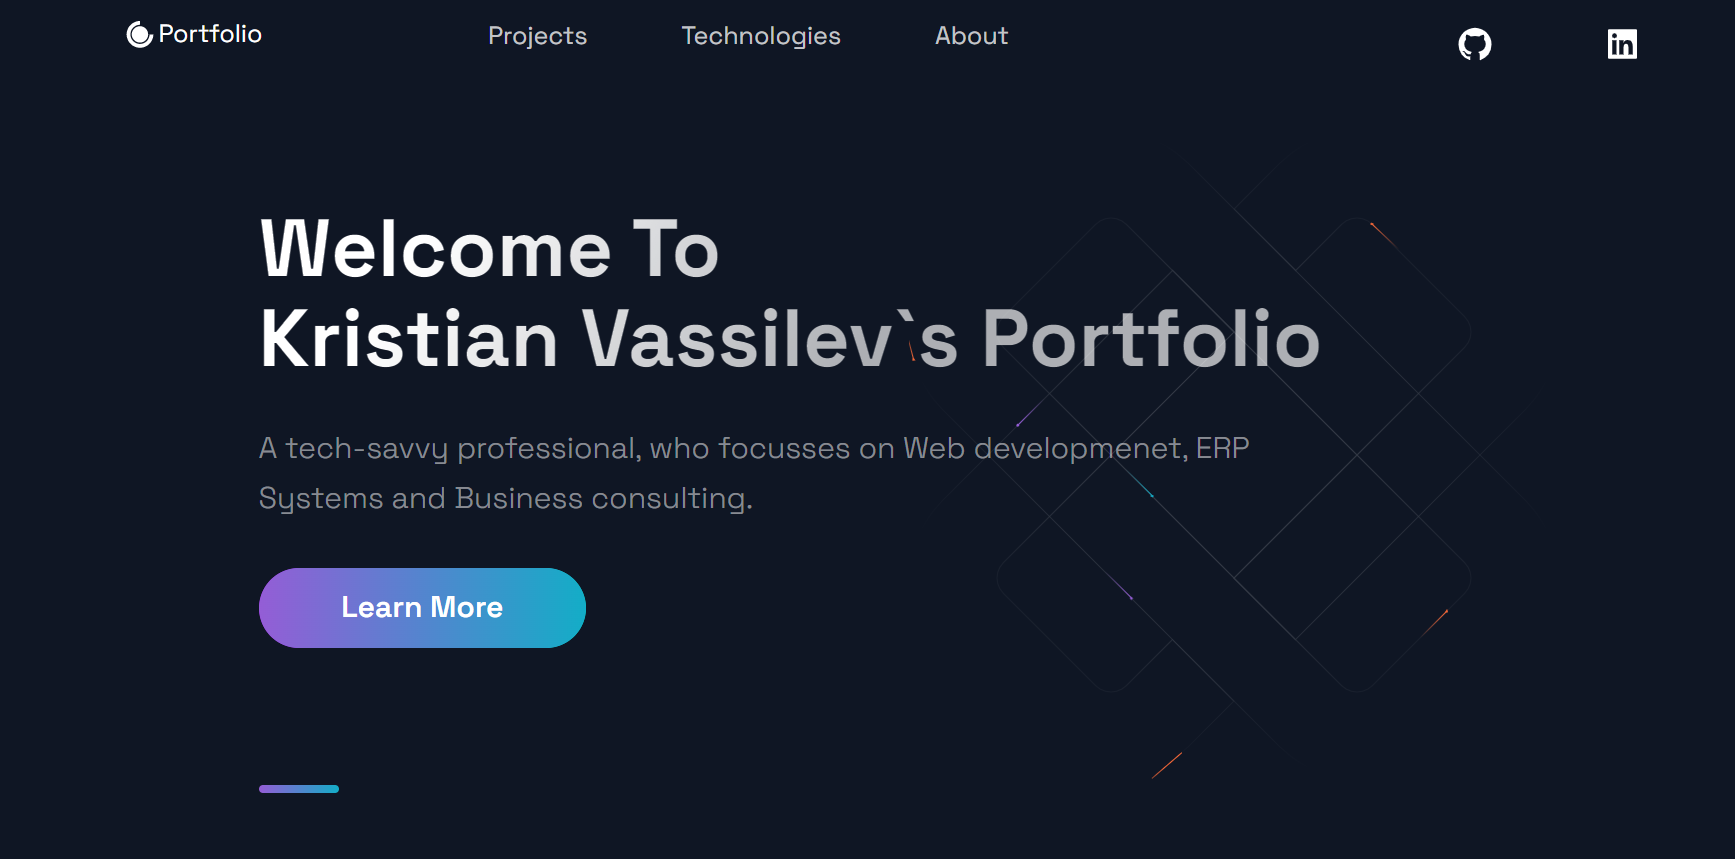 Portfolio
Projects
Technologies
About
in
Welcome To
Kristian Vassilev`s Portfolio
A tech-savvy professional, who focusses on Web developmenet, ERP
Systems and Business consulting.
Learn More